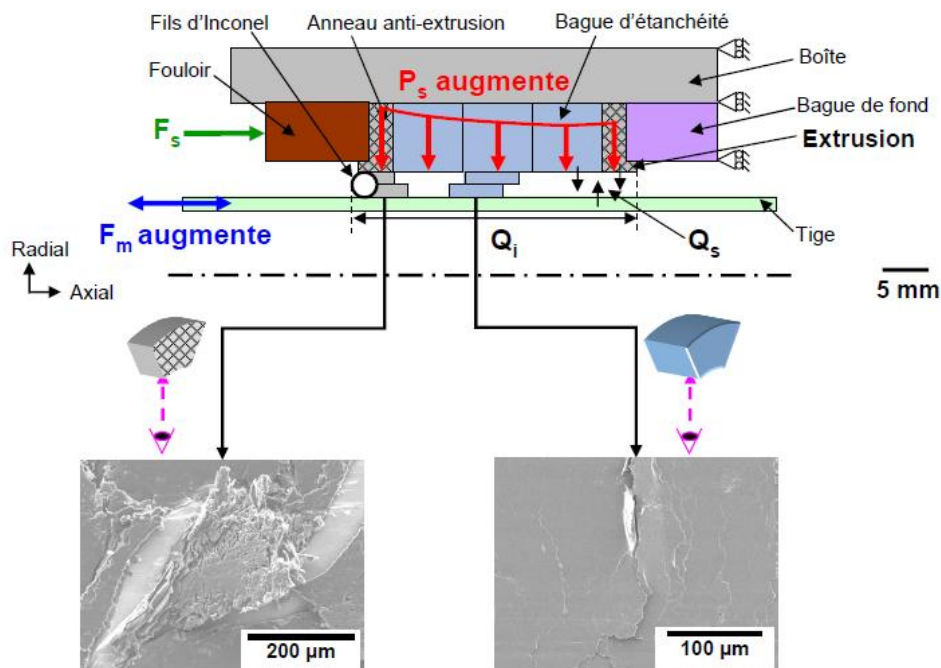 Fils d'Inconel
Anneau anti-extrusion
Bague d'étanchéité
Fouloir
Boîte
Ps augmente
Bague de fond
Fs
Extrusion
Fm augmente
Qi
Qs
Tige
Radial
Axial
5 mm
200 µm
100 µm